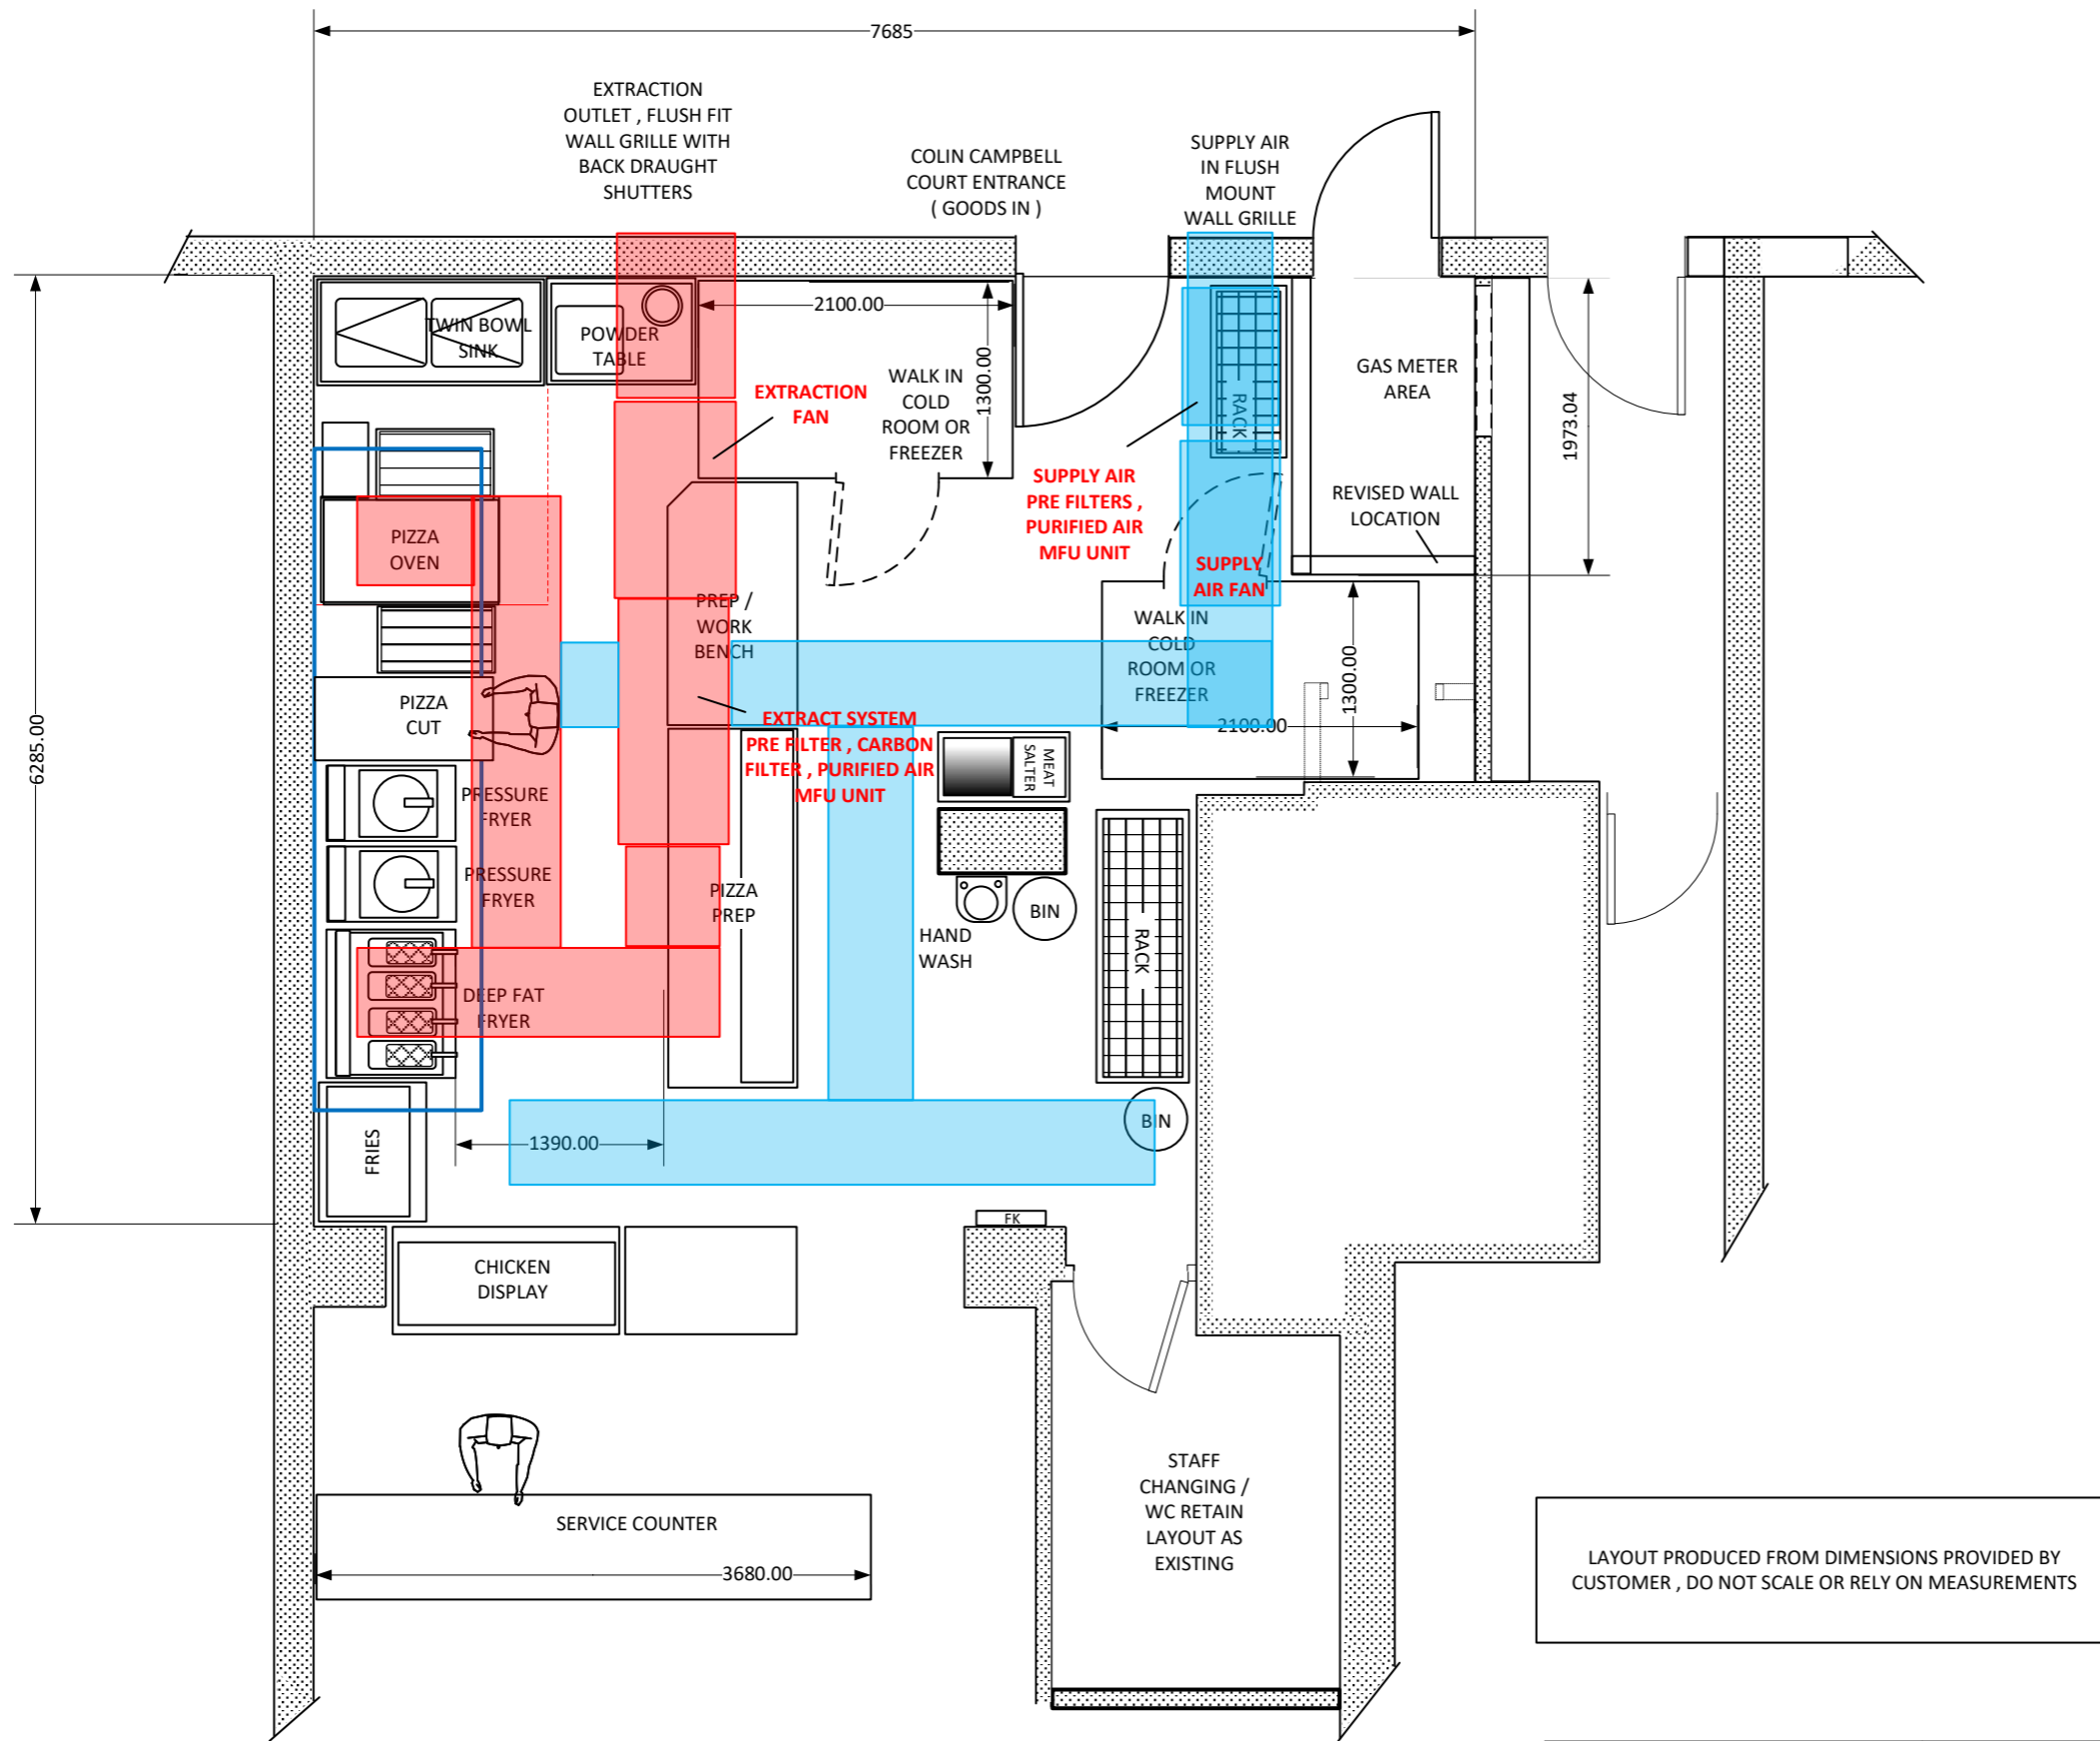 7685
EXTRACTION
OUTLET , FLUSH FIT
WALL GRILLE WITH
BACK DRAUGHT
SHUTTERS
COLIN CAMPBELL
COURT ENTRANCE
( GOODS IN )
SUPPLY AIR
IN FLUSH
MOUNT
WALL GRILLE
TWIN BOWL
SINK
POWDER
TABLE
2100.00
1300.00
WALK IN
COLD
ROOM OR
FREEZER
EXTRACTION
FAN
RACK
GAS METER
AREA
1973.04
SUPPLY AIR
PRE FILTERS ,
PURIFIED AIR
MFU UNIT
REVISED WALL
LOCATION
PIZZA
OVEN
SUPPLY
AIR FAN
PREP /
WORK
BENCH
WALK IN
COLD
ROOM OR
FREEZER
1300.00
2100.00
6285.00
PIZZA
CUT
EXTRACT SYSTEM
PRE FILTER , CARBON
FILTER , PURIFIED AIR
MFU UNIT
MEAT
SALTER
PRESSURE
FRYER
PRESSURE
FRYER
PIZZA
PREP
BIN
HAND
WASH
RACK
DEEP FAT
FRYER
BIN
1390.00
FRIES
FK
CHICKEN
DISPLAY
STAFF
CHANGING /
WC RETAIN
LAYOUT AS
EXISTING
SERVICE COUNTER
3680.00
LAYOUT PRODUCED FROM DIMENSIONS PROVIDED BY
CUSTOMER , DO NOT SCALE OR RELY ON MEASUREMENTS